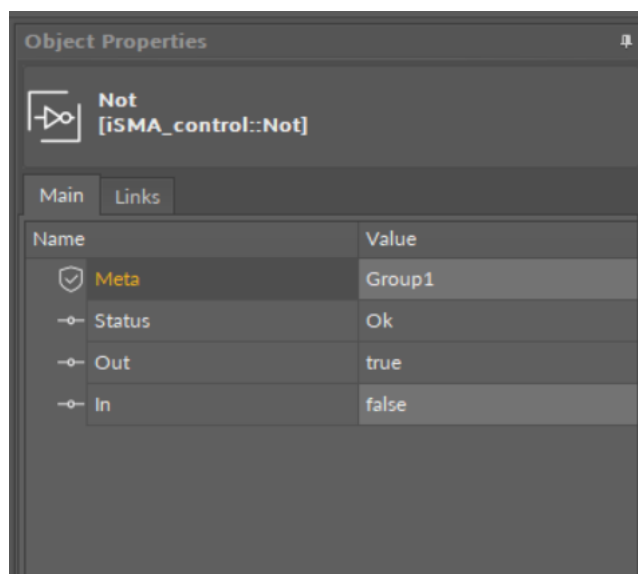 Object Properties
Not
[iSMA_control::Not]
Main Links
Name Value
Meta Group1
Status Ok
Out true
In false